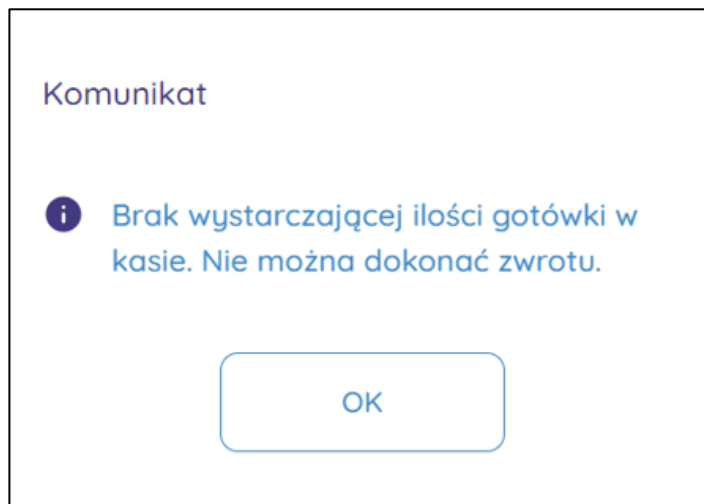 Komunikat
Brak wystarczającej ilości gotówki w
kasie. Nie można dokonać zwrotu.
OK